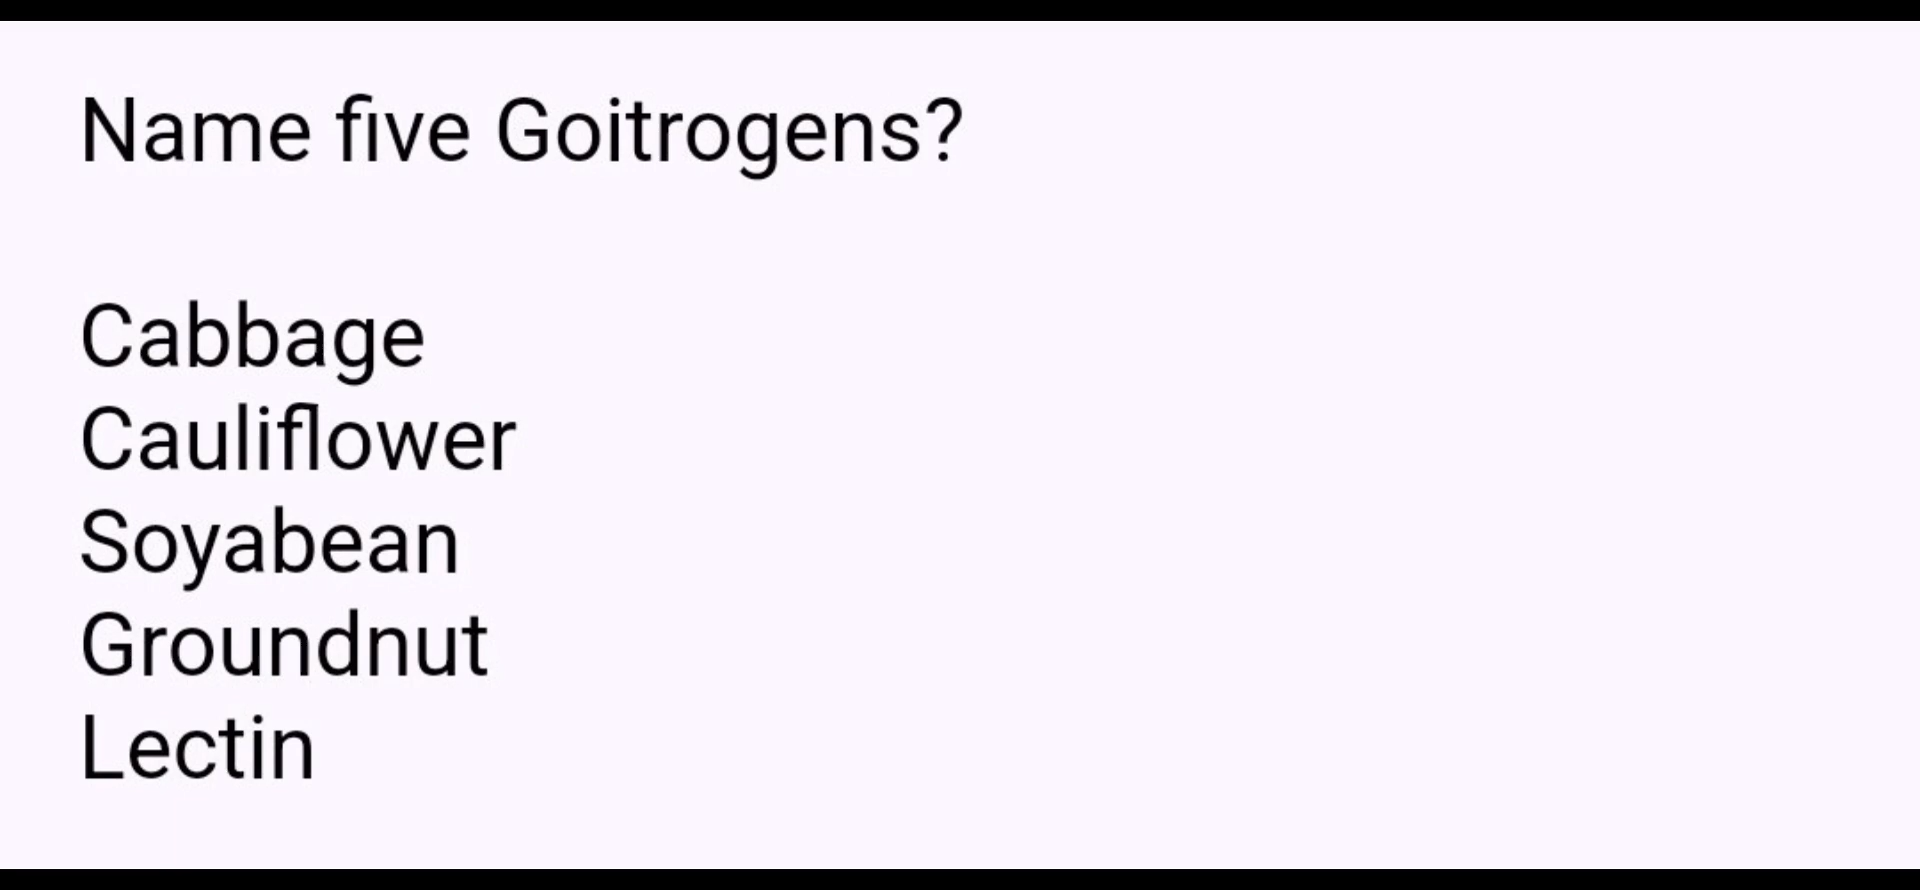 Name five Goitrogens?
Cabbage
Cauliflower
Soyabean
Groundnut
Lectin